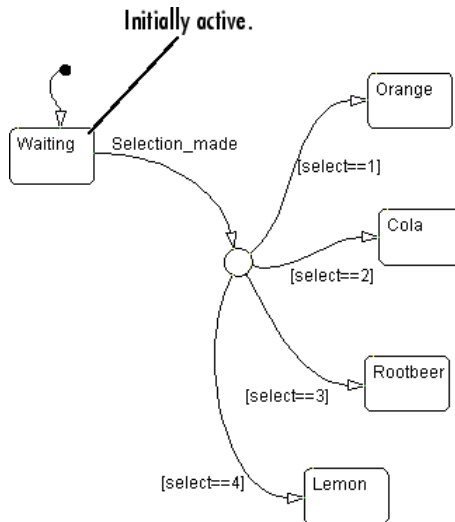 Initially active.
Waiting
Selection_made
Orange
[select==1]
Cola
[select==2]
Rootbeer
[select==3]
Lemon
[select==4]